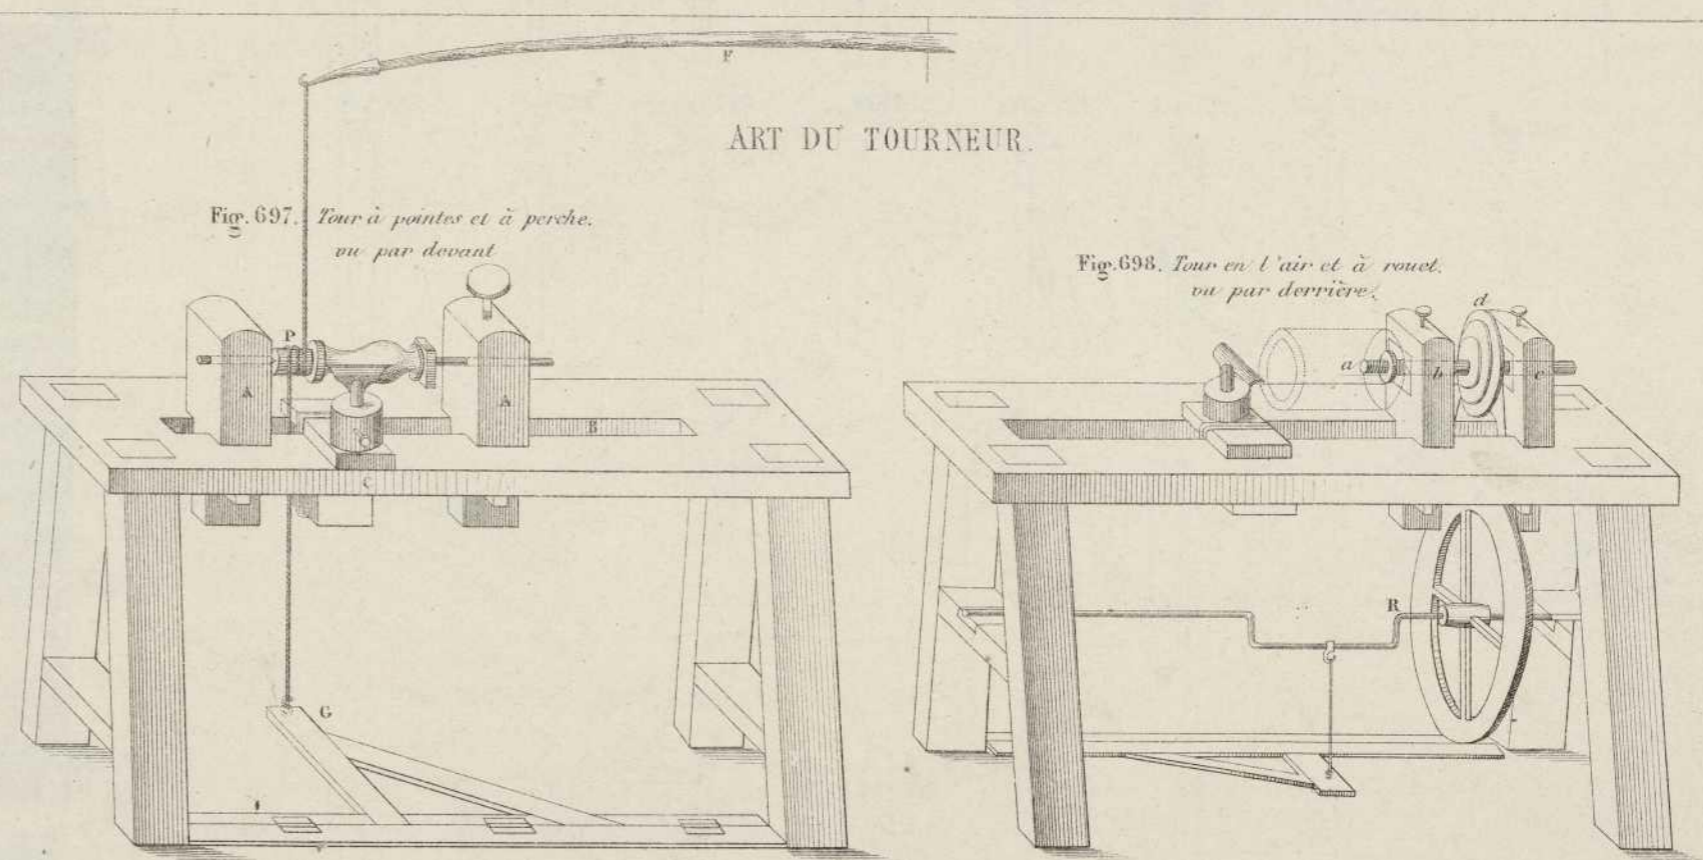 F
ART DU TOURNEUR.
Fig. 697. Tour à pointes et à perche.
vu par devant
P
A
A
B
C
G
Fig. 698. Tour en l'air et à rouet.
vu par derrière.
d
a
b
c
R